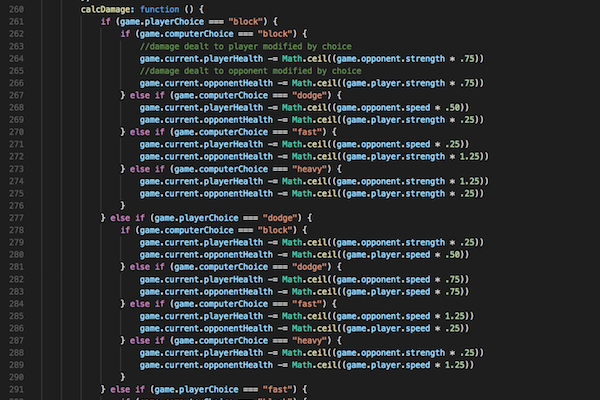 260 calcDamage: function () {
261 if (game.playerChoice === "block") {
262 if (game.computerChoice === "block") {
263 //damage dealt to player modified by choice
264 game.current.playerHealth -= Math.ceil((game.opponent.strength * .75))
265 //damage dealt to opponent modified by choice
266 game.current.opponentHealth -= Math.ceil((game.player.strength * .75))
267 } else if (game.computerChoice === "dodge") {
268 game.current.playerHealth -= Math.ceil((game.opponent.speed * .50))
269 game.current.opponentHealth -= Math.ceil((game.player.strength * .25))
270 } else if (game.computerChoice === "fast") {
271 game.current.playerHealth -= Math.ceil((game.opponent.speed * .25))
272 game.current.opponentHealth -= Math.ceil((game.player.strength * 1.25))
273 } else if (game.computerChoice === "heavy") {
274 game.current.playerHealth -= Math.ceil((game.opponent.strength * 1.25))
275 game.current.opponentHealth -= Math.ceil((game.player.strength * .25))
276 }
277 } else if (game.playerChoice === "dodge") {
278 if (game.computerChoice === "block") {
279 game.current.playerHealth -= Math.ceil((game.opponent.strength * .25))
280 game.current.opponentHealth -= Math.ceil((game.player.speed * .50))
281 } else if (game.computerChoice === "dodge") {
282 game.current.playerHealth -= Math.ceil((game.opponent.speed * .75))
283 game.current.opponentHealth -= Math.ceil((game.player.speed * .75))
284 } else if (game.computerChoice === "fast") {
285 game.current.playerHealth -= Math.ceil((game.opponent.speed * 1.25))
286 game.current.opponentHealth -= Math.ceil((game.player.speed * .25))
287 } else if (game.computerChoice === "heavy") {
288 game.current.playerHealth -= Math.ceil((game.opponent.strength * .25))
289 game.current.opponentHealth -= Math.ceil((game.player.speed * 1.25))
290 }
291 } else if (game.playerChoice === "fast") {